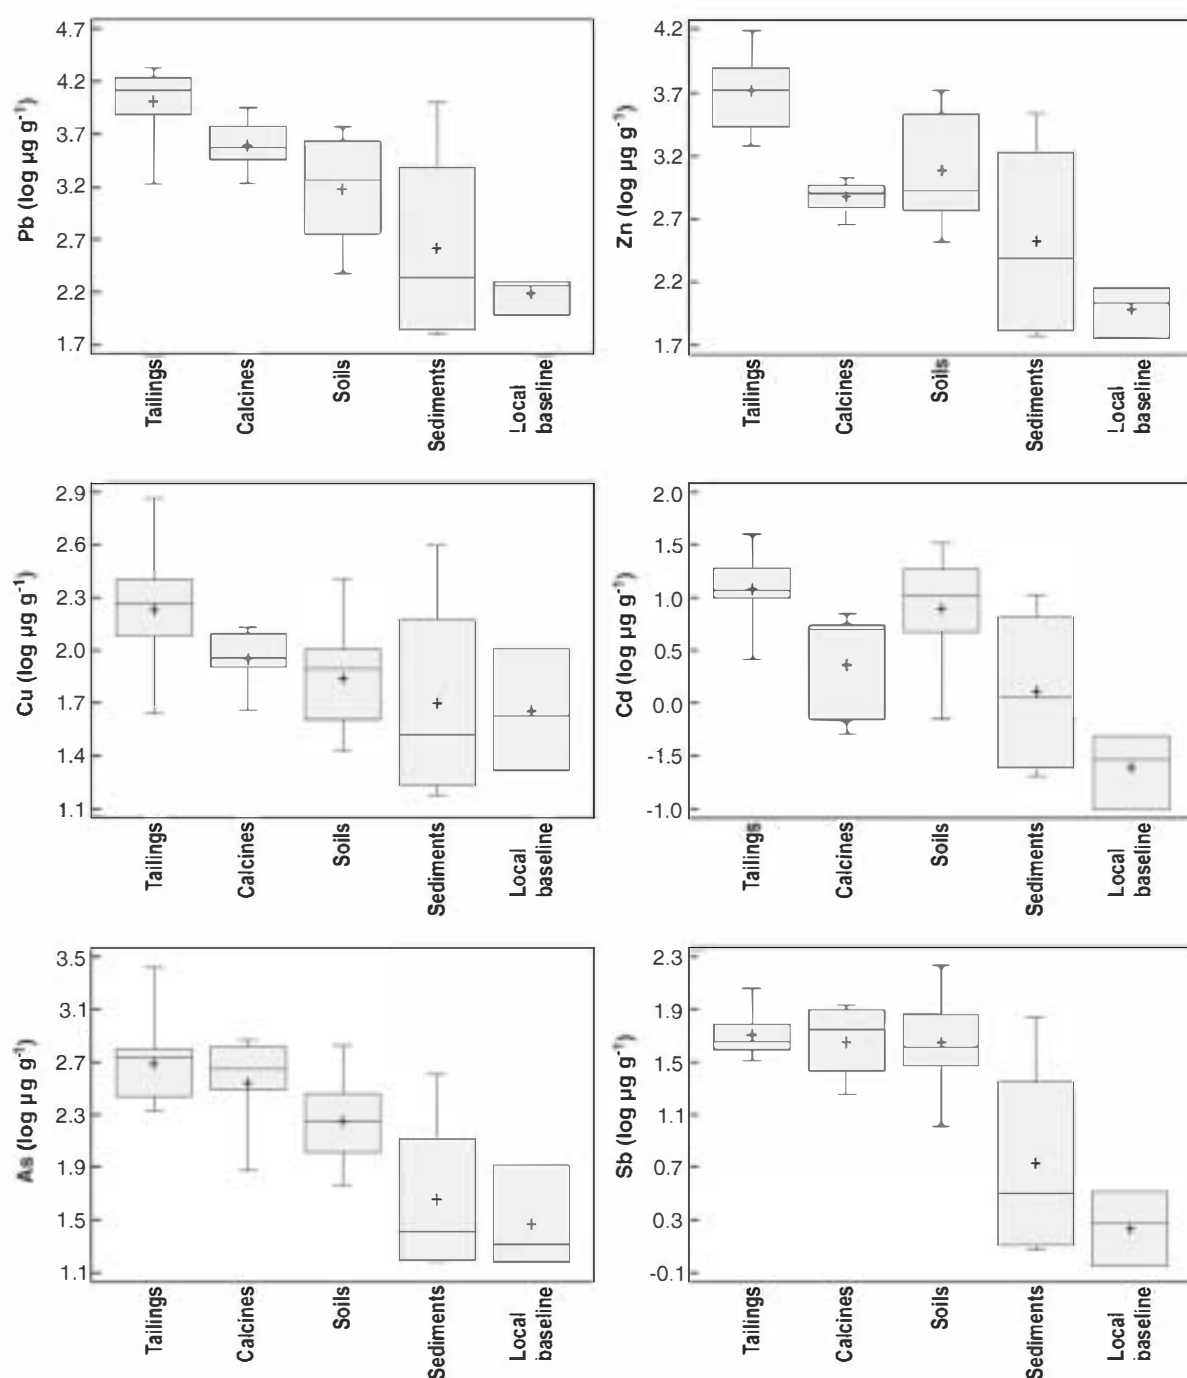 Pb (log µg g⁻¹)
4.7
4.2
3.7
3.2
2.7
2.2
1.7
Tailings
Calcines
Soils
Sediments
Local
baseline
Zn (log µg g⁻¹)
4.2
3.7
3.2
2.7
2.2
1.7
Tailings
Calcines
Soils
Sediments
Local
baseline
Cu (log µg g⁻¹)
2.9
2.6
2.3
2.0
1.7
1.4
1.1
Tailings
Calcines
Soils
Sediments
Local
baseline
Cd (log µg g⁻¹)
2.0
1.5
1.0
0.5
0.0
-1.5
-1.0
Tailings
Calcines
Soils
Sediments
Local
baseline
As (log µg g⁻¹)
3.5
3.1
2.7
2.3
1.9
1.5
1.1
Tailings
Calcines
Soils
Sediments
Local
baseline
Sb (log µg g⁻¹)
2.3
1.9
1.5
1.1
0.7
0.3
-0.1
Tailings
Calcines
Soils
Sediments
Local
baseline